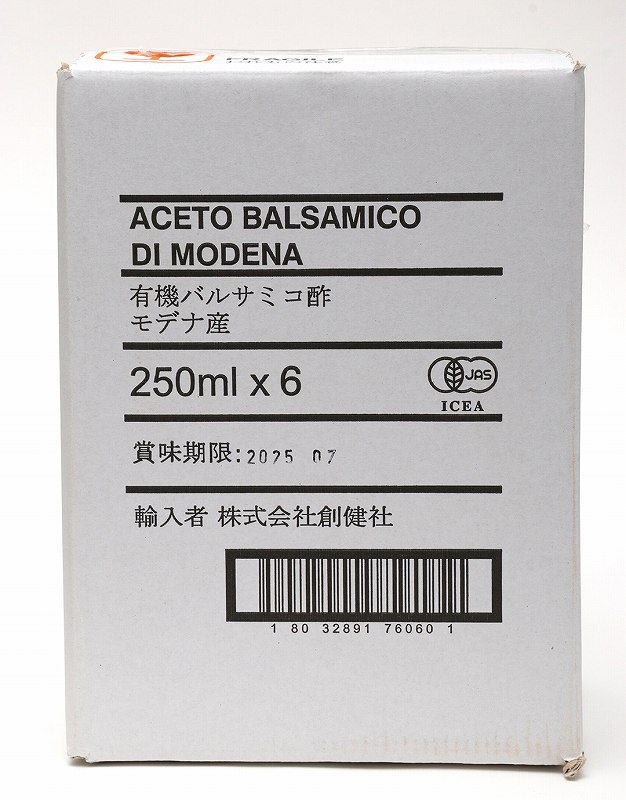 FRAGILE
ACETO BALSAMICO
DI MODENA
有機バルサミコ酢
モデナ産
250ml x 6
JAS
ICEA
賞味期限:2025 07
輸入者 株式会社創健社
1 80 32891 76060 1